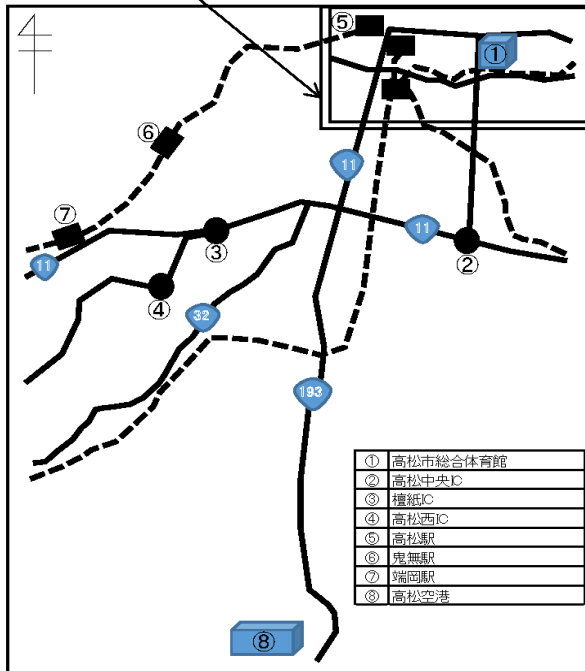 ⑤
①
⑥
11
⑦
③
11
②
11
④
32
193
① 高松市総合体育館
② 高松中央IC
③ 檀紙IC
④ 高松西IC
⑤ 高松駅
⑥ 鬼無駅
⑦ 端岡駅
⑧ 高松空港
⑧